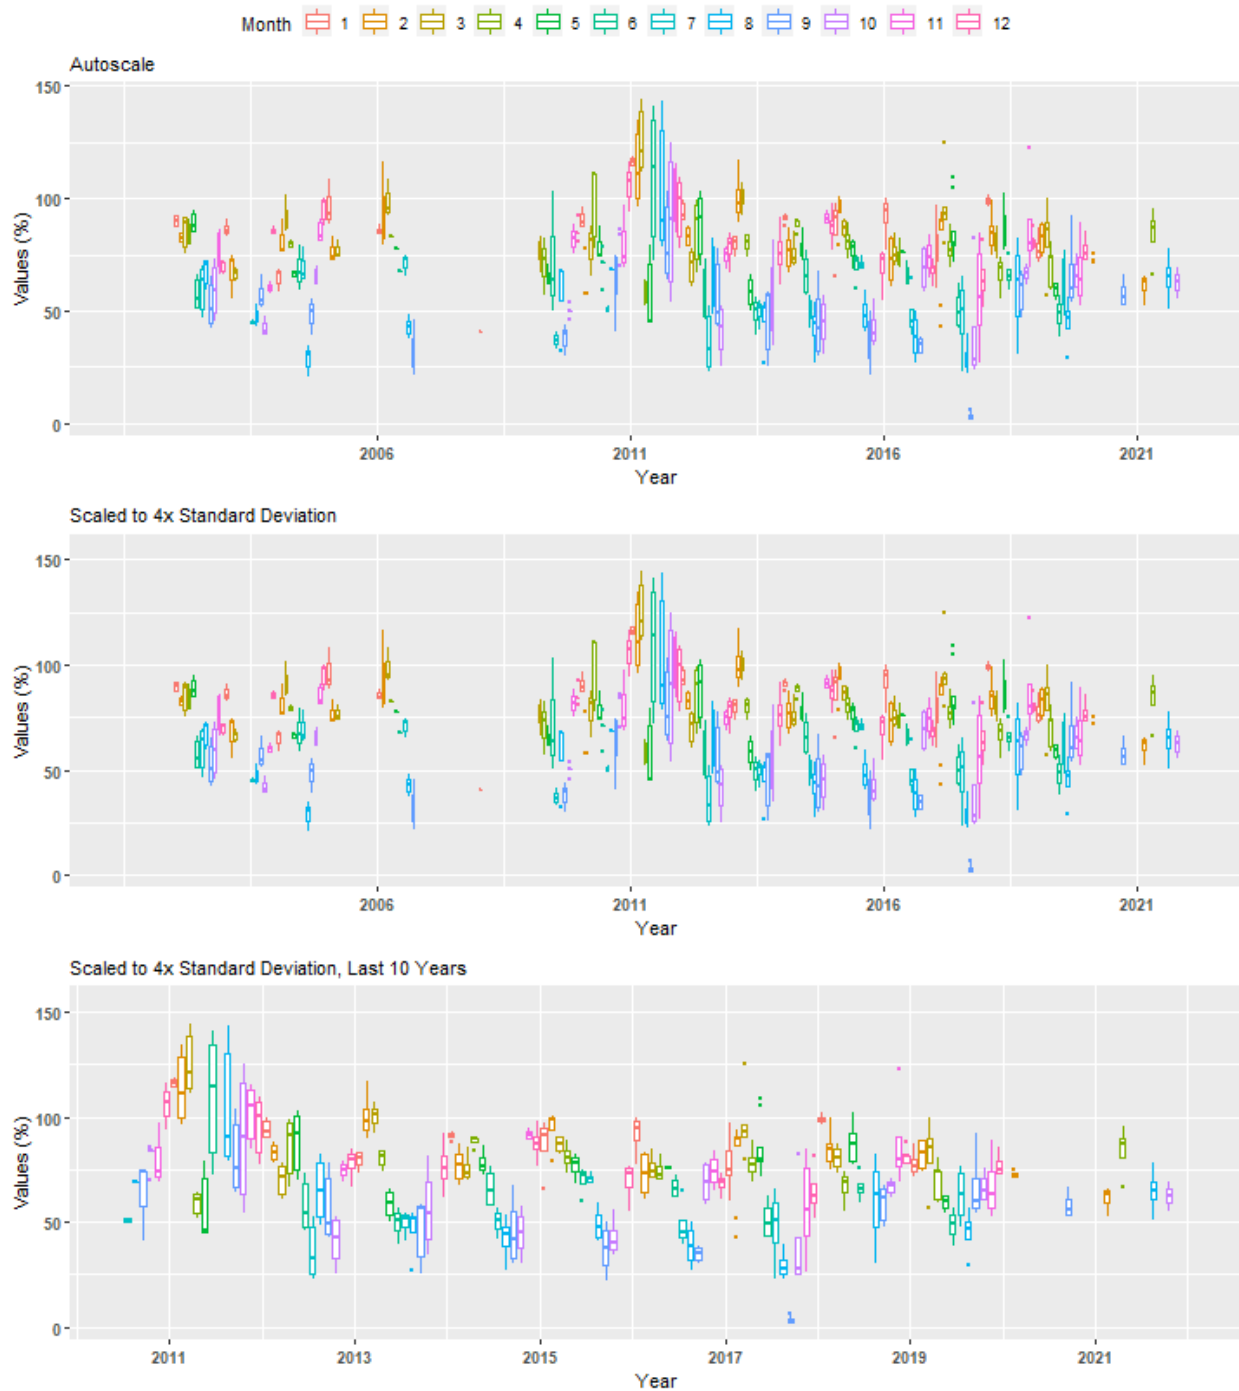 Month 1 2 3 4 5 6 7 8 9 10 11 12
Autoscale
150
100
50
0
Values (%)
2006 2011 2016 2021
Year
Scaled to 4x Standard Deviation
150
100
50
0
Values (%)
2006 2011 2016 2021
Year
Scaled to 4x Standard Deviation, Last 10 Years
150
100
50
0
Values (%)
2011 2013 2015 2017 2019 2021
Year